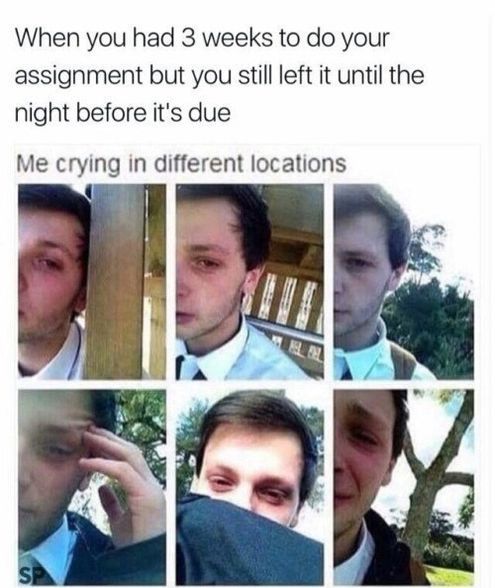 When you had 3 weeks to do your
assignment but you still left it until the
night before it's due
Me crying in different locations
SP